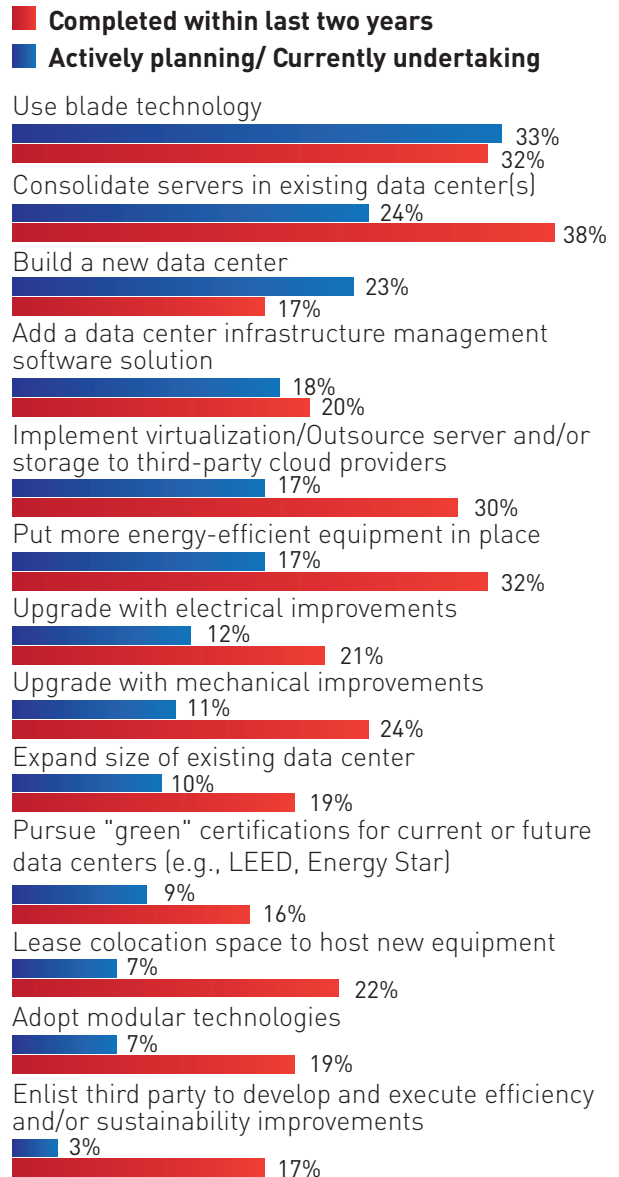 Completed within last two years
Actively planning/ Currently undertaking
Use blade technology
33%
32%
Consolidate servers in existing data center(s)
24%
38%
Build a new data center
23%
17%
Add a data center infrastructure management
software solution
18%
20%
Implement virtualization/Outsource server and/or
storage to third-party cloud providers
17%
30%
Put more energy-efficient equipment in place
17%
32%
Upgrade with electrical improvements
12%
21%
Upgrade with mechanical improvements
11%
24%
Expand size of existing data center
10%
19%
Pursue "green" certifications for current or future
data centers (e.g., LEED, Energy Star)
9%
16%
Lease colocation space to host new equipment
7%
22%
Adopt modular technologies
7%
19%
Enlist third party to develop and execute efficiency
and/or sustainability improvements
3%
17%